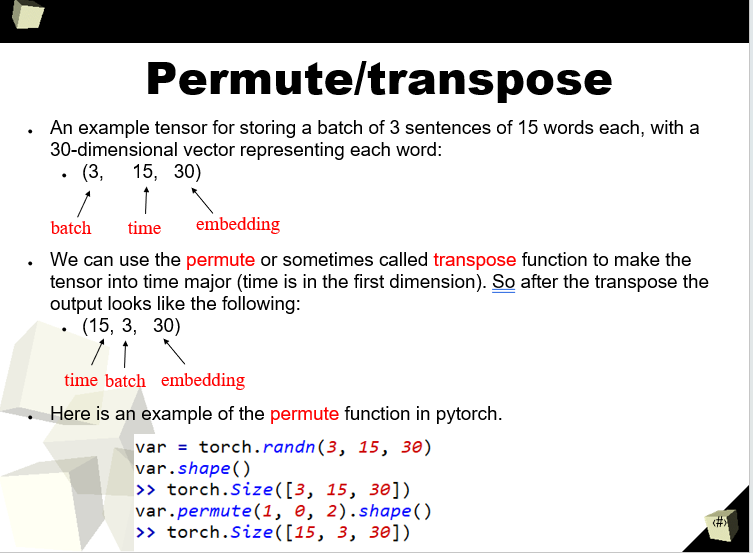 Permute/transpose
• An example tensor for storing a batch of 3 sentences of 15 words each, with a
30-dimensional vector representing each word:
• (3, 15, 30)
batch time embedding
• We can use the permute or sometimes called transpose function to make the
tensor into time major (time is in the first dimension). So after the transpose the
output looks like the following:
• (15, 3, 30)
time batch embedding
• Here is an example of the permute function in pytorch.
var = torch.randn(3, 15, 30)
var.shape()
>> torch.Size([3, 15, 30])
var.permute(1, 0, 2).shape()
>> torch.Size([15, 3, 30])
‹#›